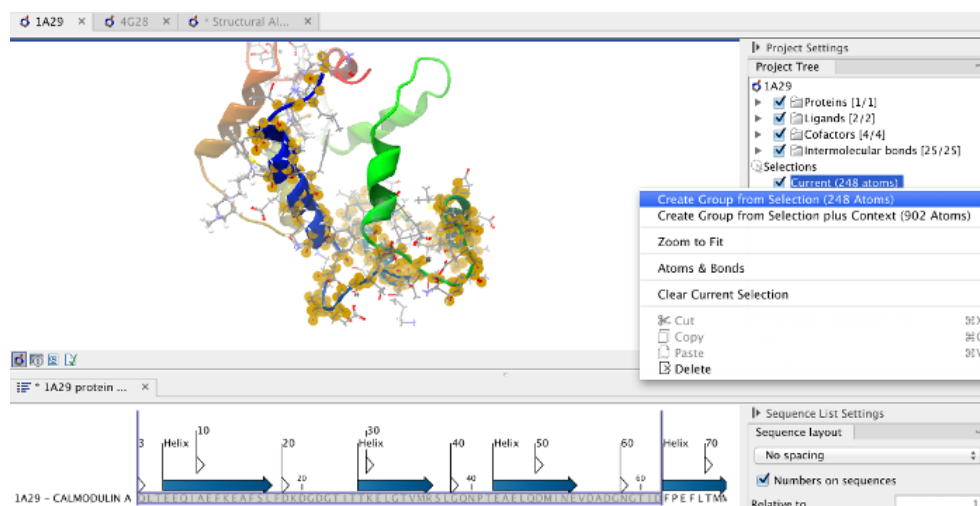 1A29
4G28
* Structural Al...
Project Settings
Project Tree
1A29
Proteins [1/1]
Ligands [2/2]
Cofactors [4/4]
Intermolecular bonds [25/25]
Selections
Current (248 atoms)
Create Group from Selection (248 Atoms)
Create Group from Selection plus Context (902 Atoms)
Zoom to Fit
Atoms & Bonds
Clear Current Selection
Cut ⌘X
Copy
Paste
Delete
* 1A29 protein ...
Sequence List Settings
Sequence layout
No spacing
Numbers on sequences
Relative to 1
3 Helix 10 20 Helix 30 40 Helix 50 60 Helix 70
20 40 60
1A29 - CALMODULIN A